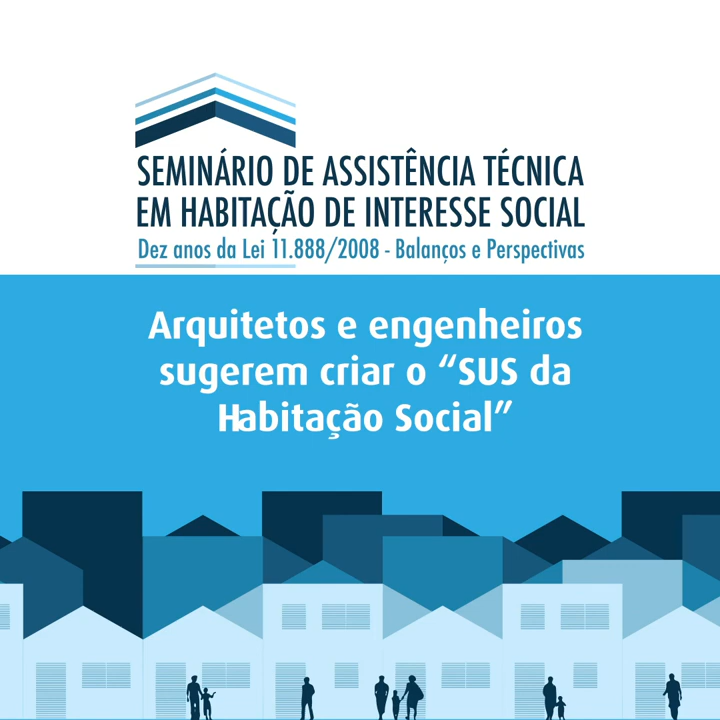 SEMINÁRIO DE ASSISTÊNCIA TÉCNICA
EM HABITAÇÃO DE INTERESSE SOCIAL
Dez anos da Lei 11.888/2008 - Balanços e Perspectivas
Arquitetos e engenheiros
sugerem criar o “SUS da
Habitação Social”